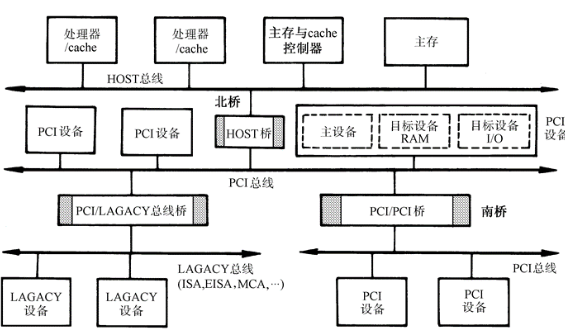 处理器
/cache
处理器
/cache
主存与cache
控制器
主存
HOST总线
北桥
PCI设备
PCI设备
HOST桥
主设备
目标设备
RAM
目标设备
I/O
PCI
设备
PCI总线
PCI/LAGACY总线桥
PCI/PCI 桥
南桥
LAGACY总线
(ISA,EISA,MCA,…)
PCI总线
LAGACY
设备
LAGACY
设备
PCI
设备
PCI
设备